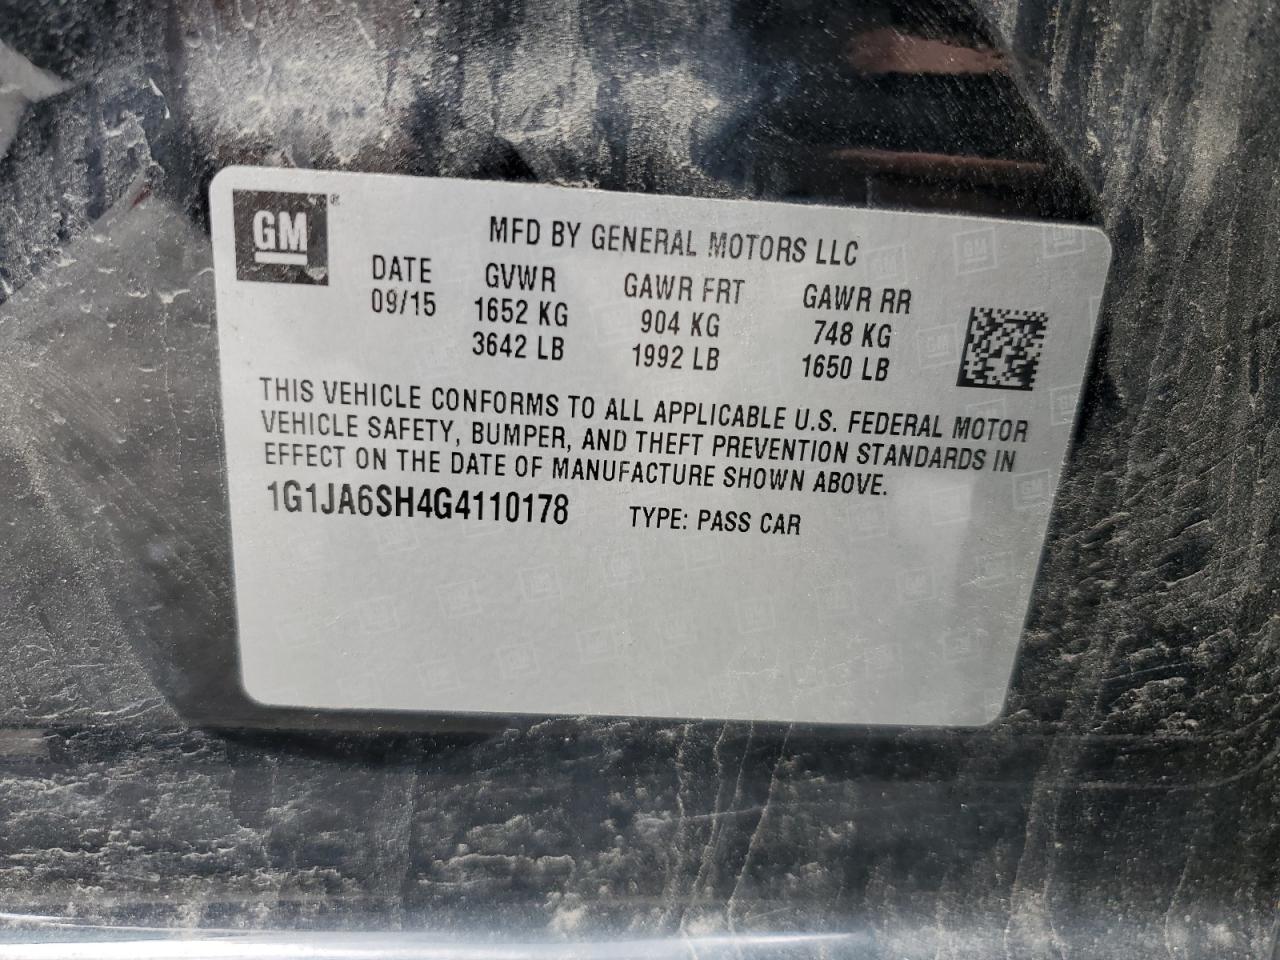 GM ®
MFD BY GENERAL MOTORS LLC
DATE GVWR GAWR FRT GAWR RR
09/15 1652 KG 904 KG 748 KG
3642 LB 1992 LB 1650 LB
THIS VEHICLE CONFORMS TO ALL APPLICABLE U.S. FEDERAL MOTOR
VEHICLE SAFETY, BUMPER, AND THEFT PREVENTION STANDARDS IN
EFFECT ON THE DATE OF MANUFACTURE SHOWN ABOVE.
1G1JA6SH4G4110178 TYPE: PASS CAR